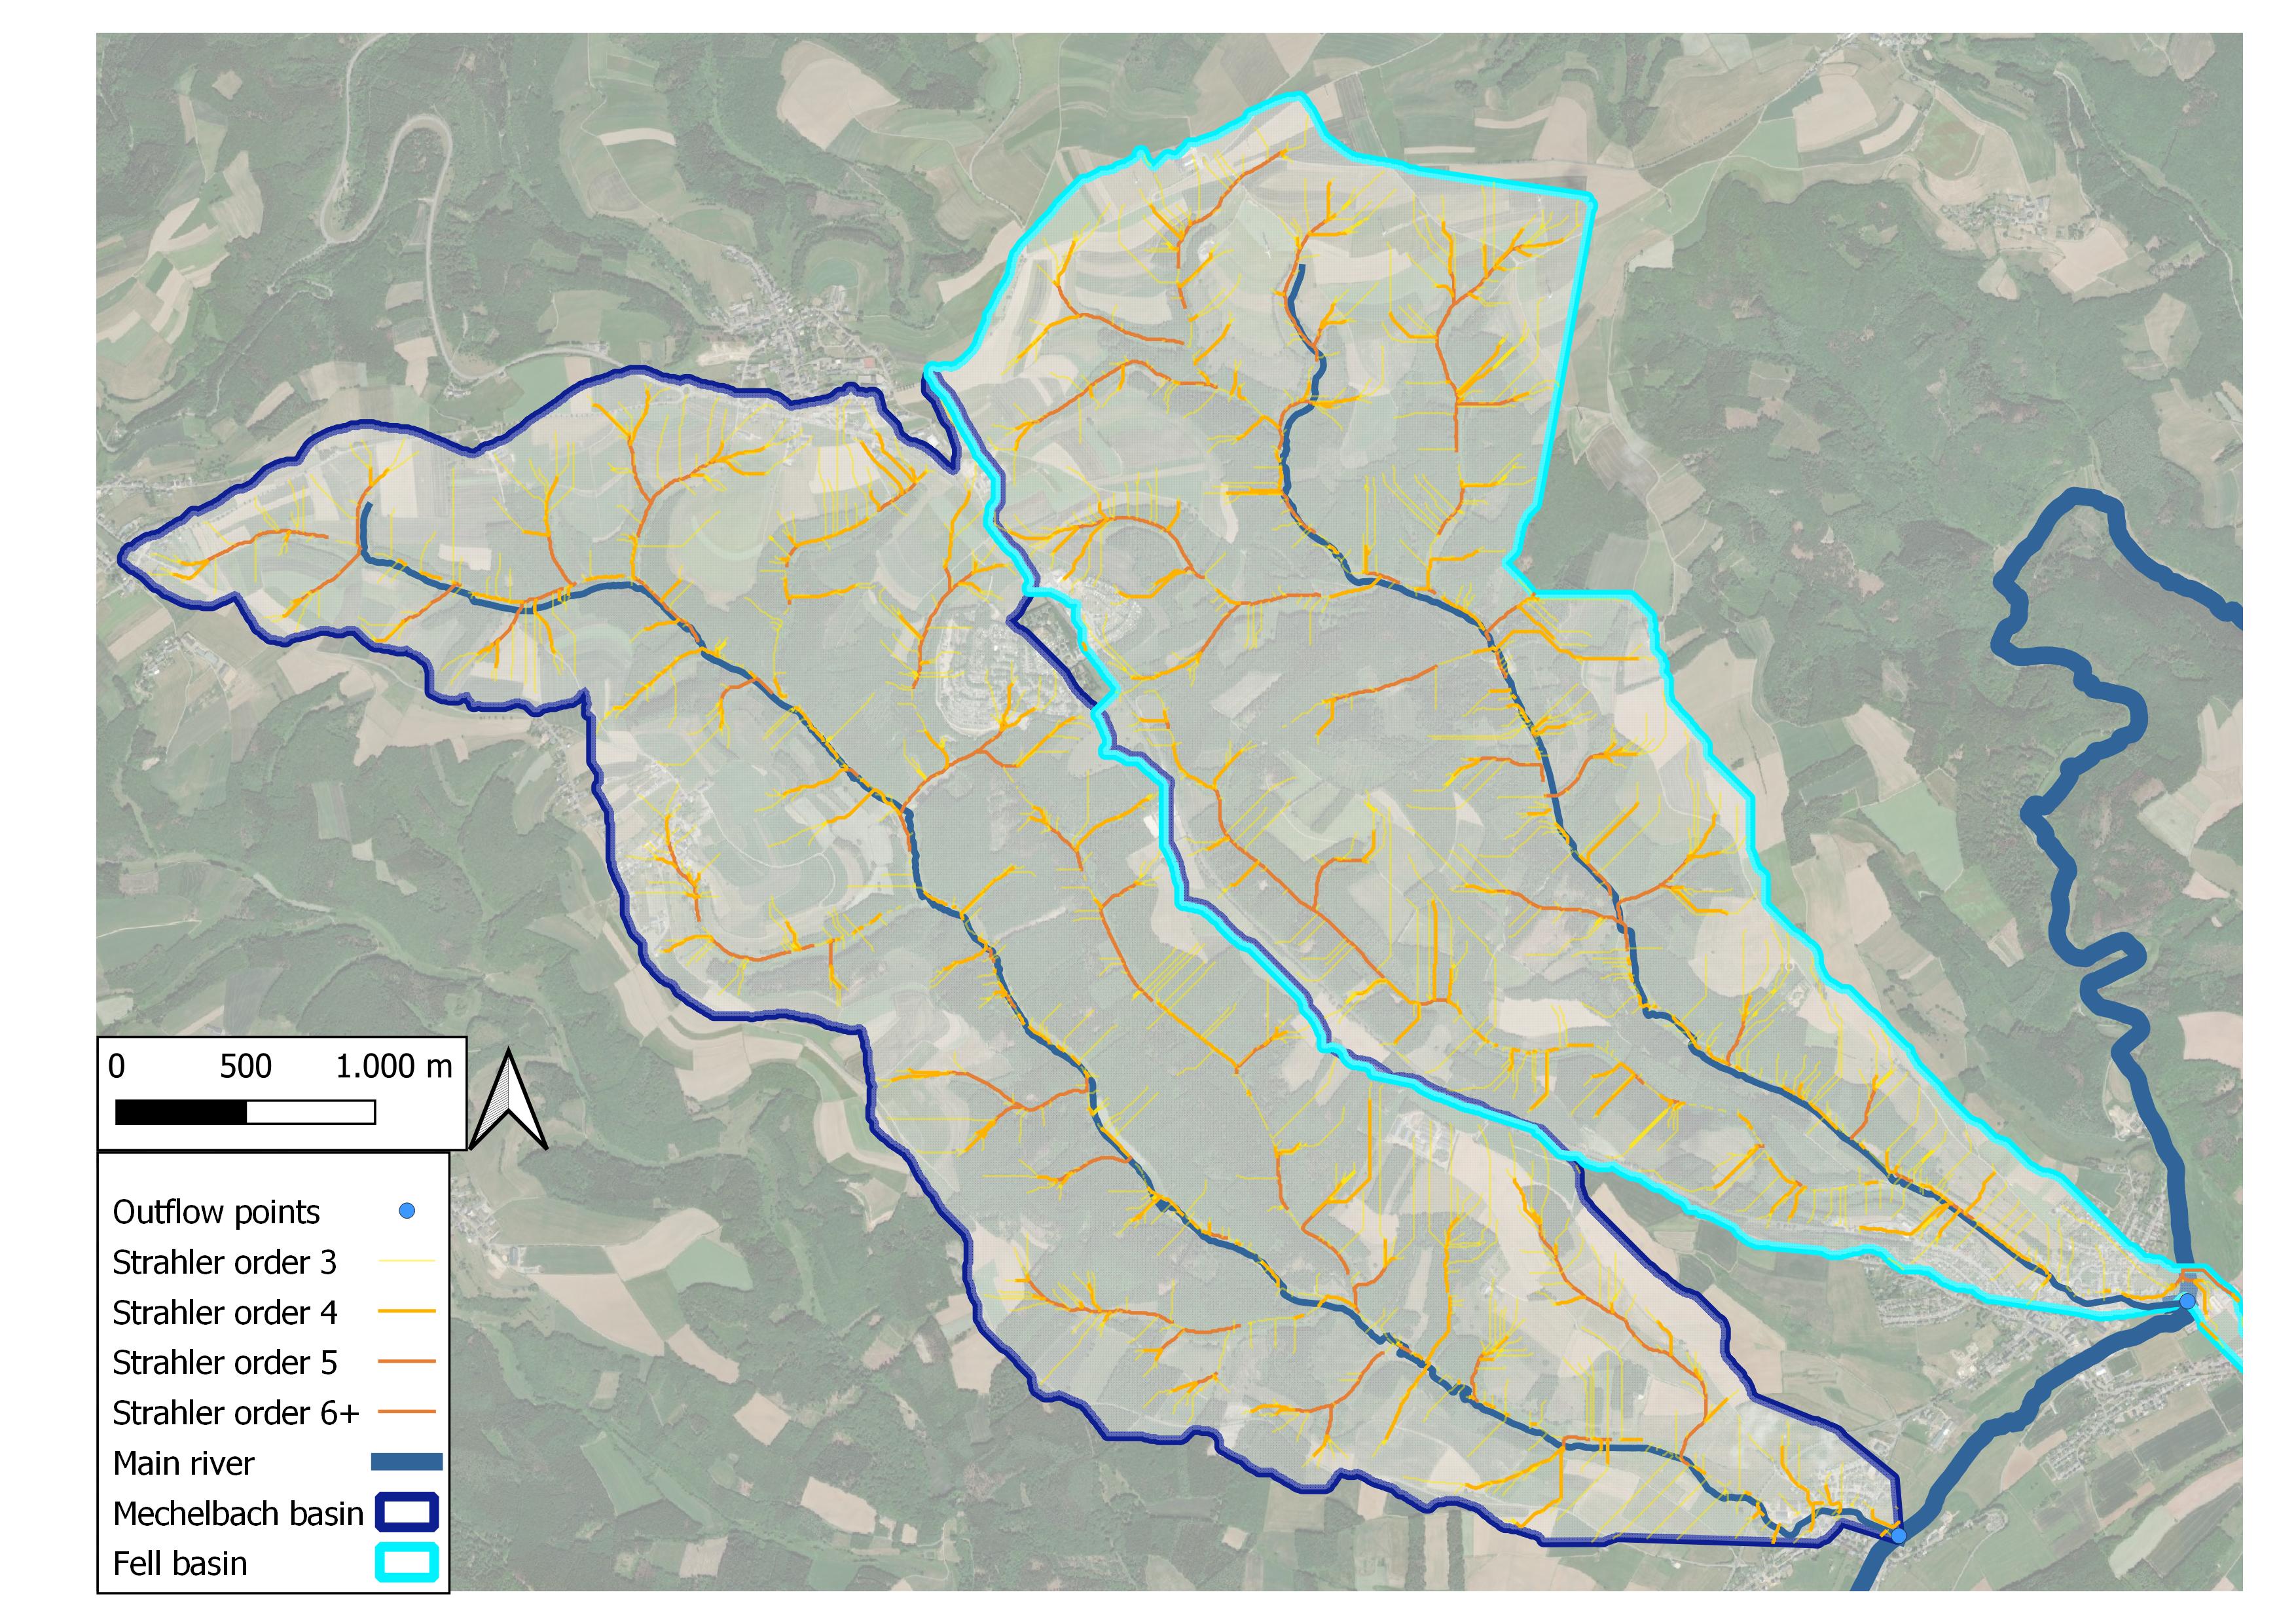 0 500 1.000 m
Outflow points
Strahler order 3
Strahler order 4
Strahler order 5
Strahler order 6+
Main river
Mechelbach basin
Fell basin